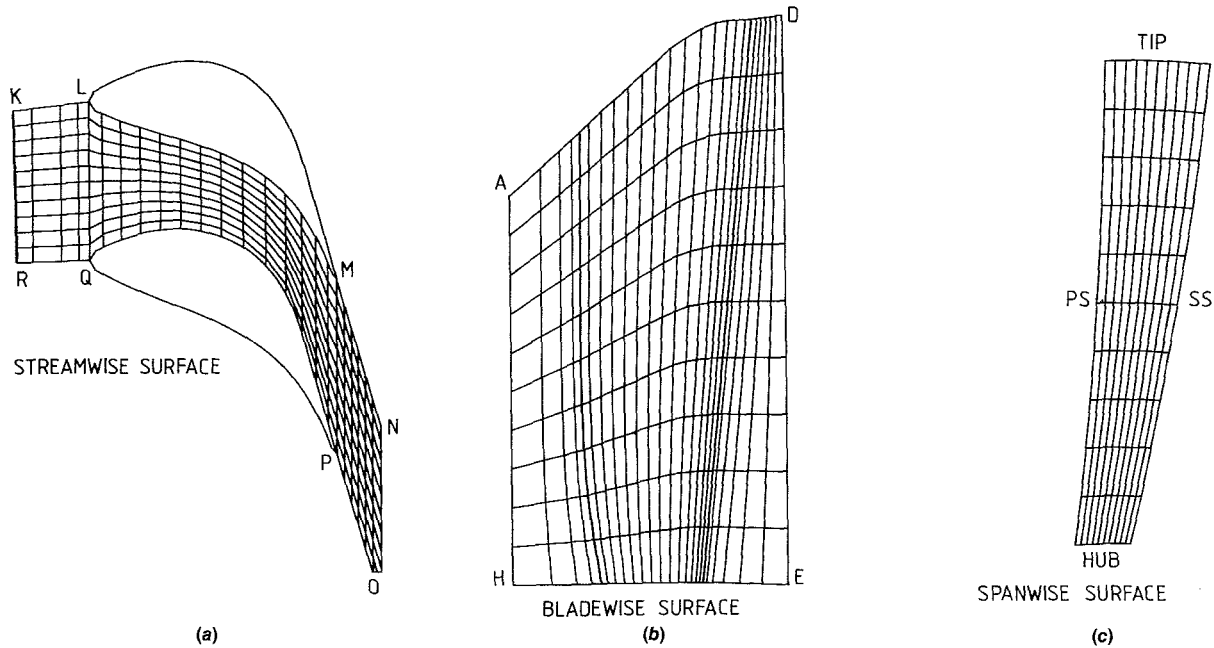 K
L
R
Q
M
STREAMWISE SURFACE
N
P
O
(a)
A
D
H
E
BLADEWISE SURFACE
(b)
TIP
PS
SS
HUB
SPANWISE SURFACE
(c)